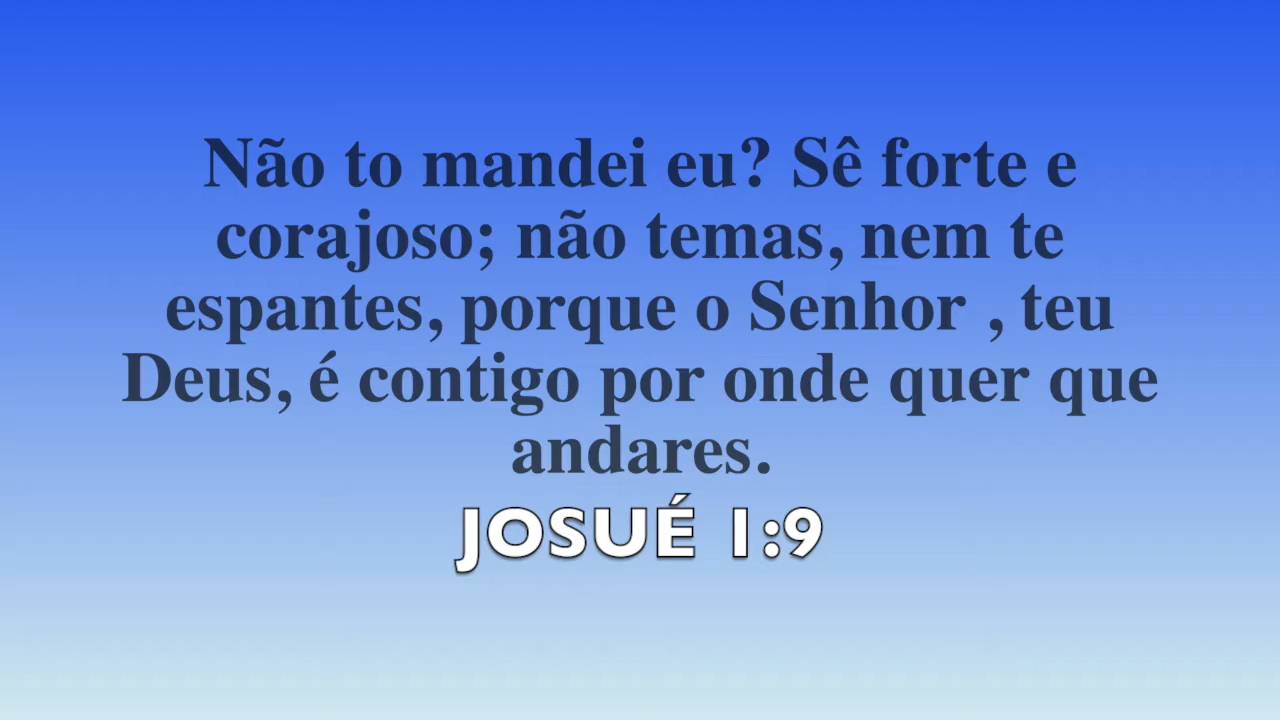 Não to mandei eu? Sê forte e
corajoso; não temas, nem te
espantes, porque o Senhor , teu
Deus, é contigo por onde quer que
andares.
JOSUÉ 1:9